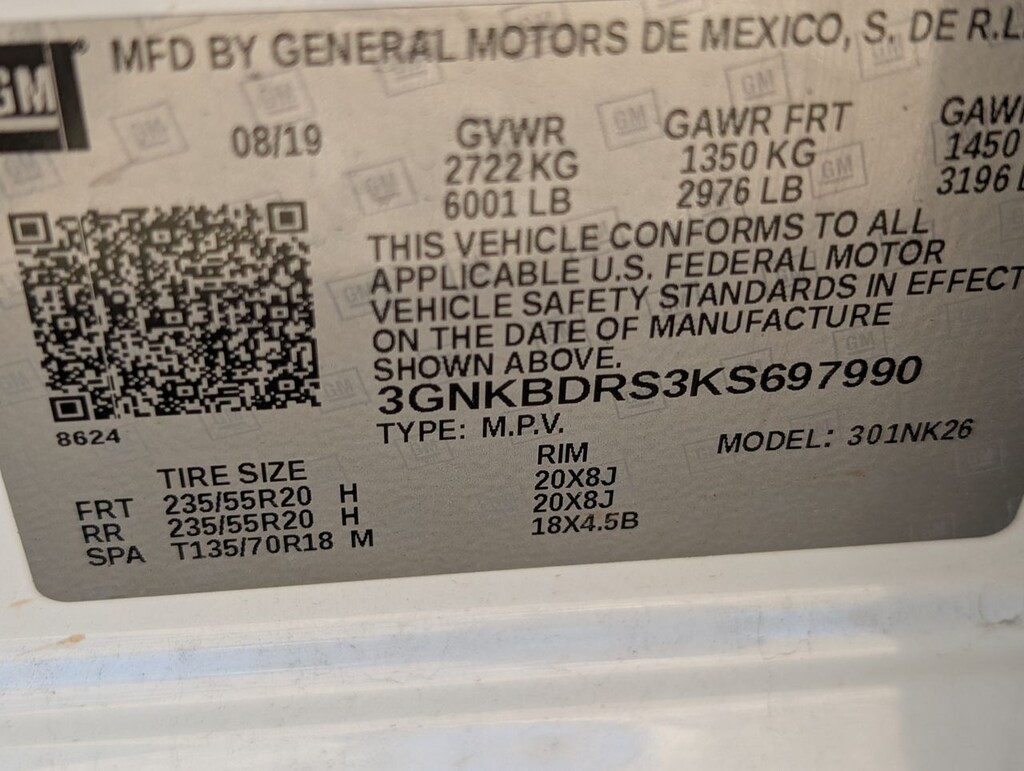 GM
MFD BY GENERAL MOTORS DE MEXICO, S. DE R.L
08/19 GVWR GAWR FRT GAWR
2722 KG 1350 KG 1450
6001 LB 2976 LB 3196 L
THIS VEHICLE CONFORMS TO ALL
APPLICABLE U.S. FEDERAL MOTOR
VEHICLE SAFETY STANDARDS IN EFFECT
ON THE DATE OF MANUFACTURE
SHOWN ABOVE.
3GNKBDRS3KS697990
8624
TYPE: M.P.V. MODEL: 301NK26
TIRE SIZE RIM
FRT 235/55R20 H 20X8J
RR 235/55R20 H 20X8J
SPA T135/70R18 M 18X4.5B